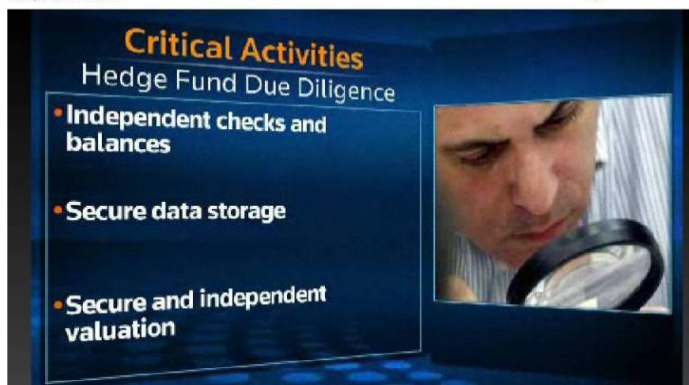 Critical Activities
Hedge Fund Due Diligence
•Independent checks and
balances
•Secure data storage
•Secure and independent
valuation